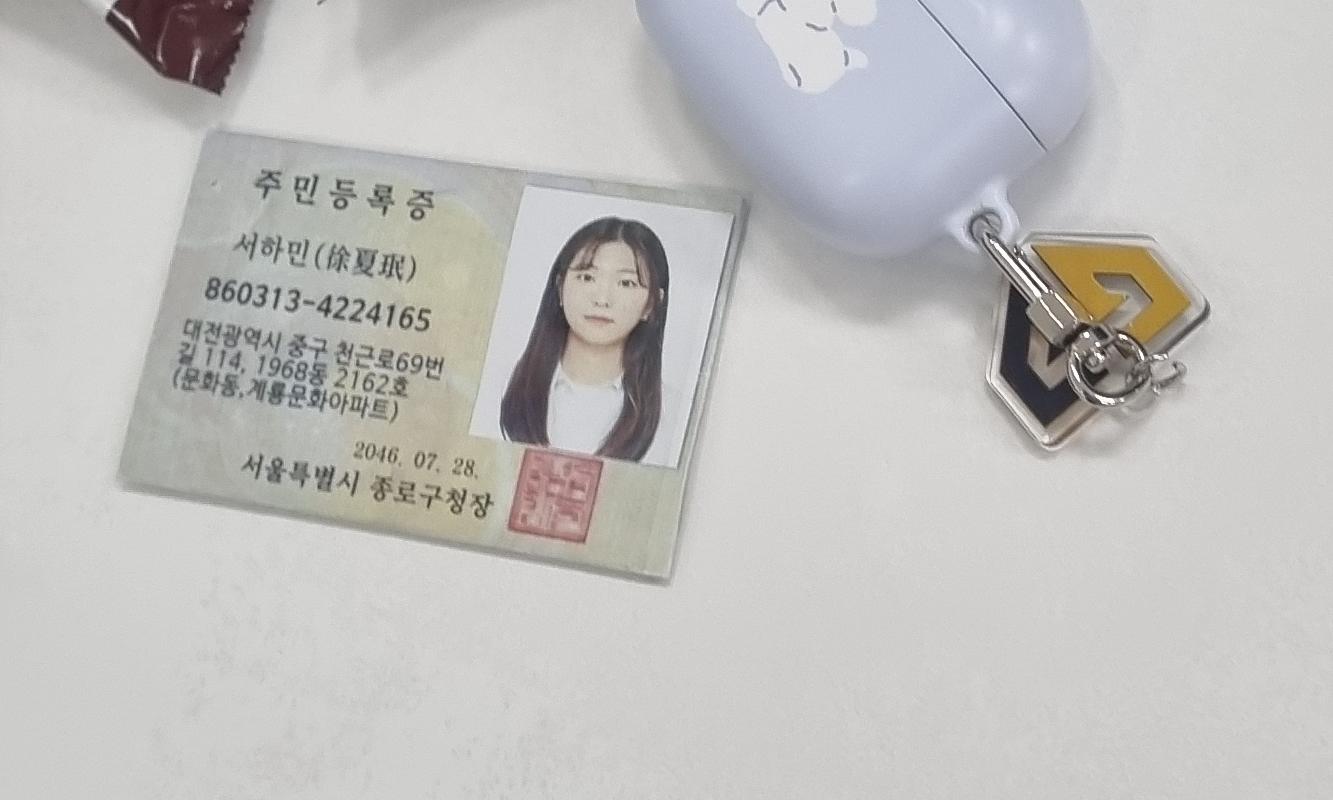 주민등록증
서하민(徐夏珉)
860313-4224165
대전광역시 중구 천근로69번
길 114, 1968동 2162호
(문화동,계룡문화아파트)
2046. 07. 28.
서울특별시 종로구청장